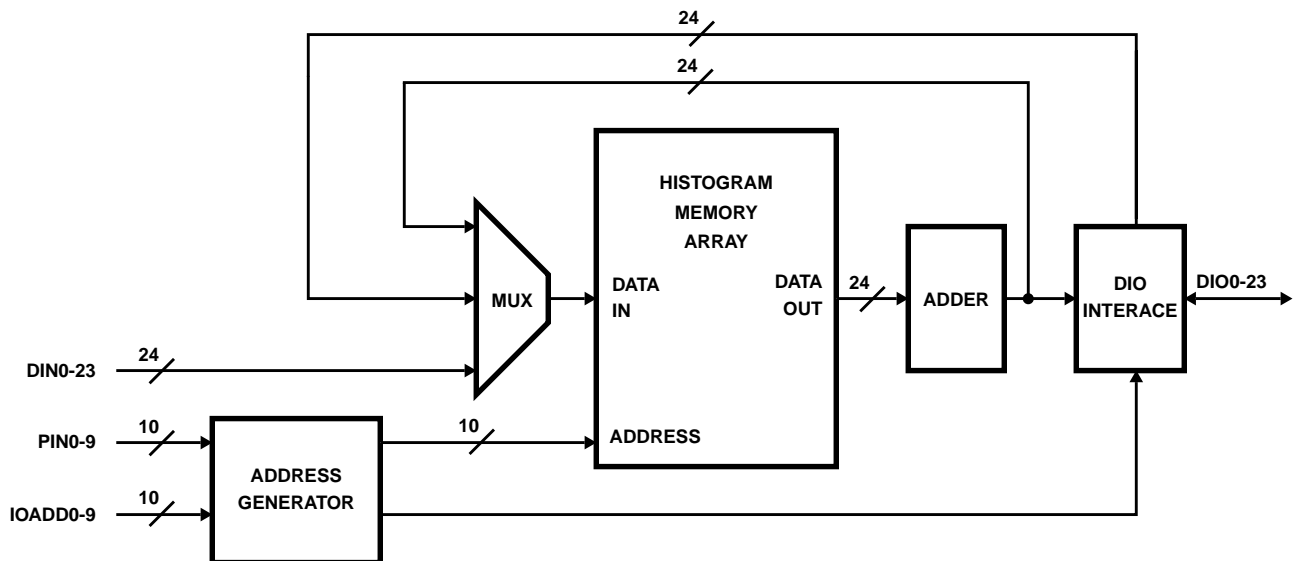 24
24
HISTOGRAM
MEMORY
ARRAY
MUX
DATA
IN
DATA
OUT
24
ADDER
DIO
INTERACE
DIO0-23
DIN0-23
24
PIN0-9
10
10
ADDRESS
ADDRESS
GENERATOR
IOADD0-9
10